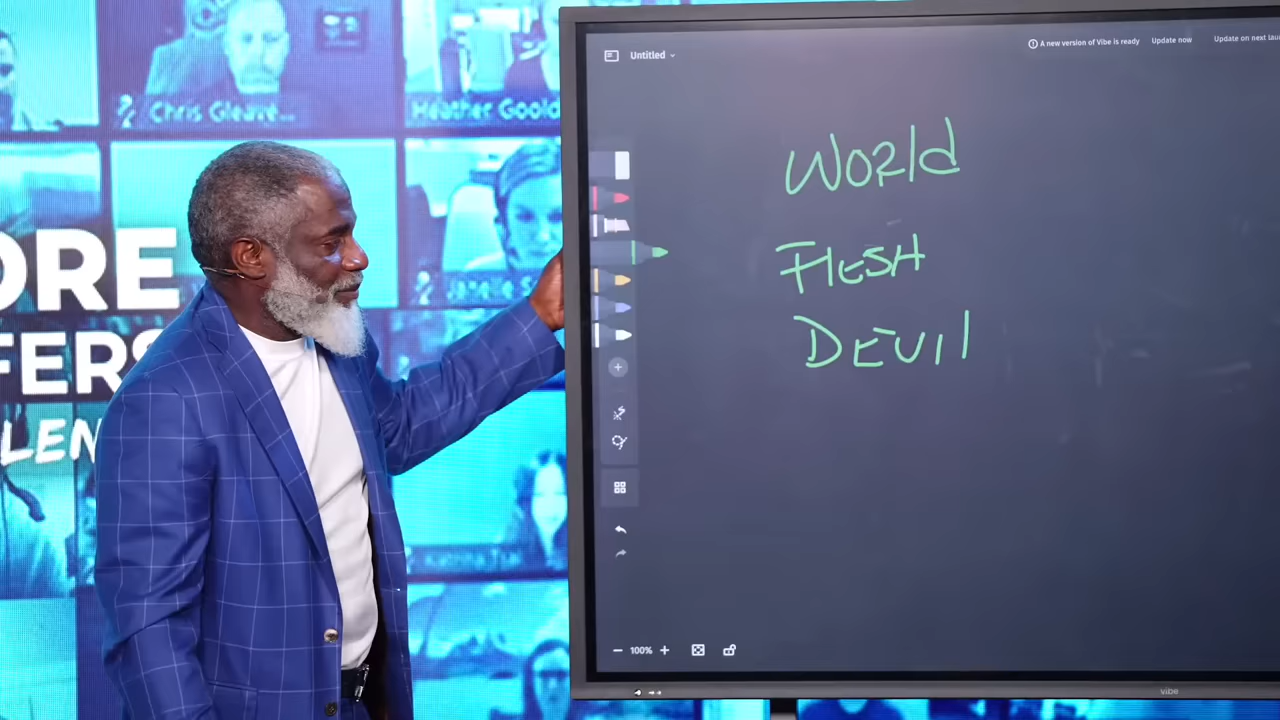 Chris Gleave...
Heather Goold
ORE
FERS
LEN
Untitled
A new version of Vibe is ready
Update now
Update on next lau
World
Flesh
Devil
100%
vibe